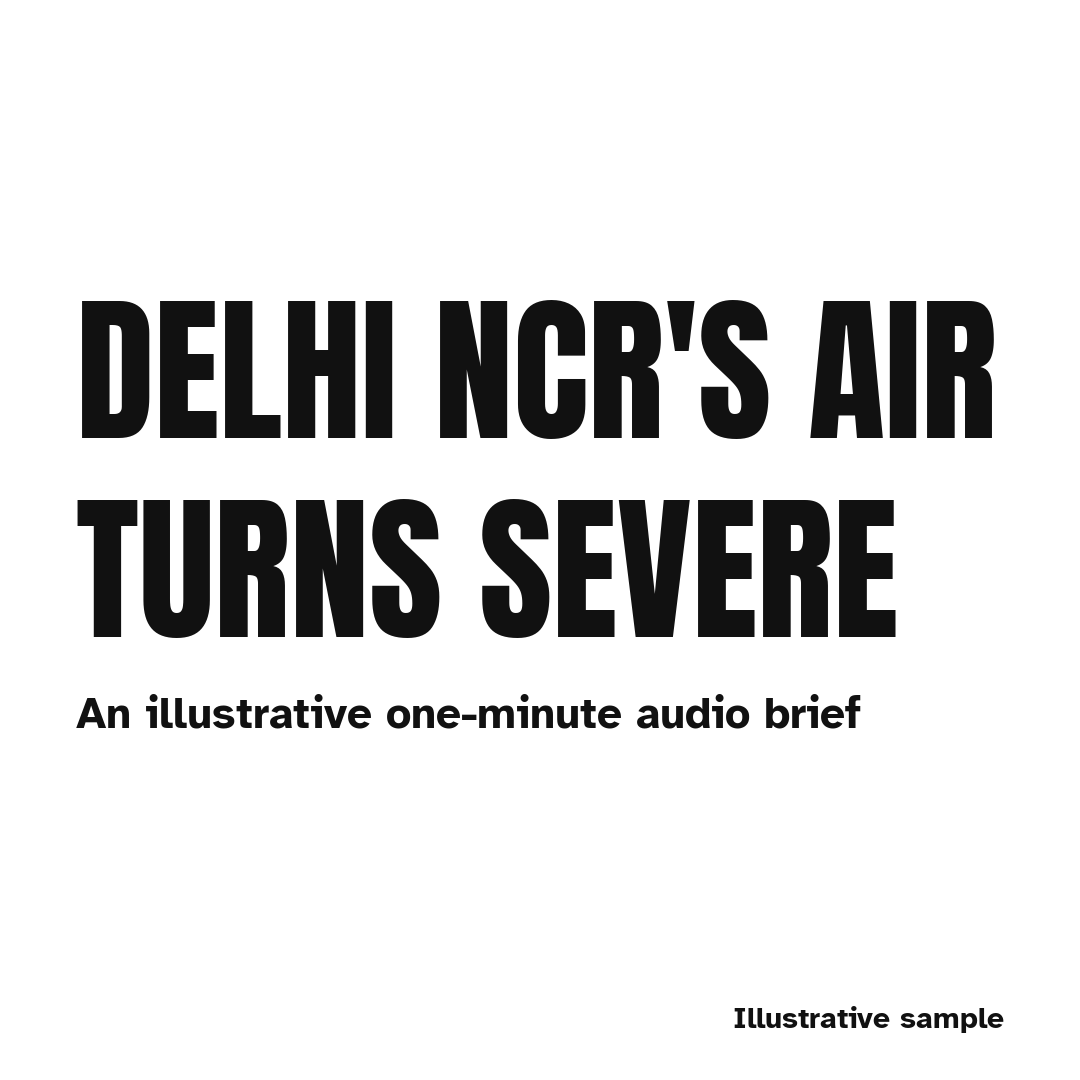 DELHI NCR'S AIR
TURNS SEVERE
An illustrative one-minute audio brief
Illustrative sample